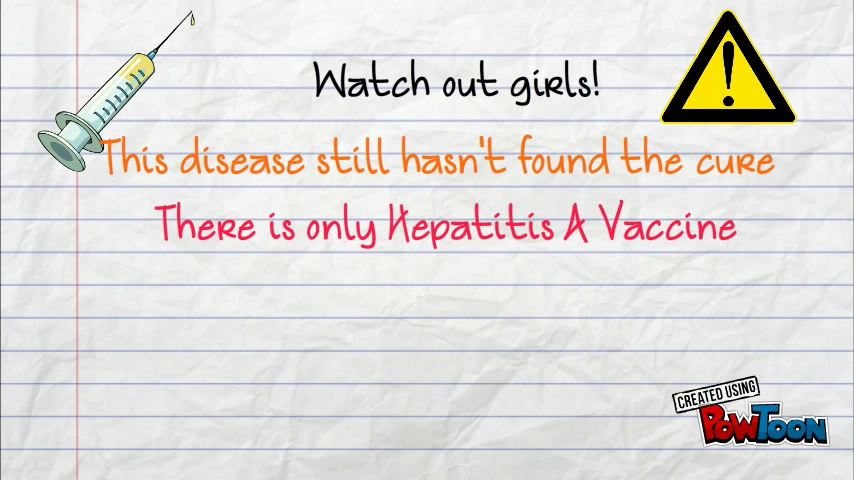 Watch out girls!
This disease still hasn't found the cure
There is only Hepatitis A Vaccine
CREATED USING
POWTOON